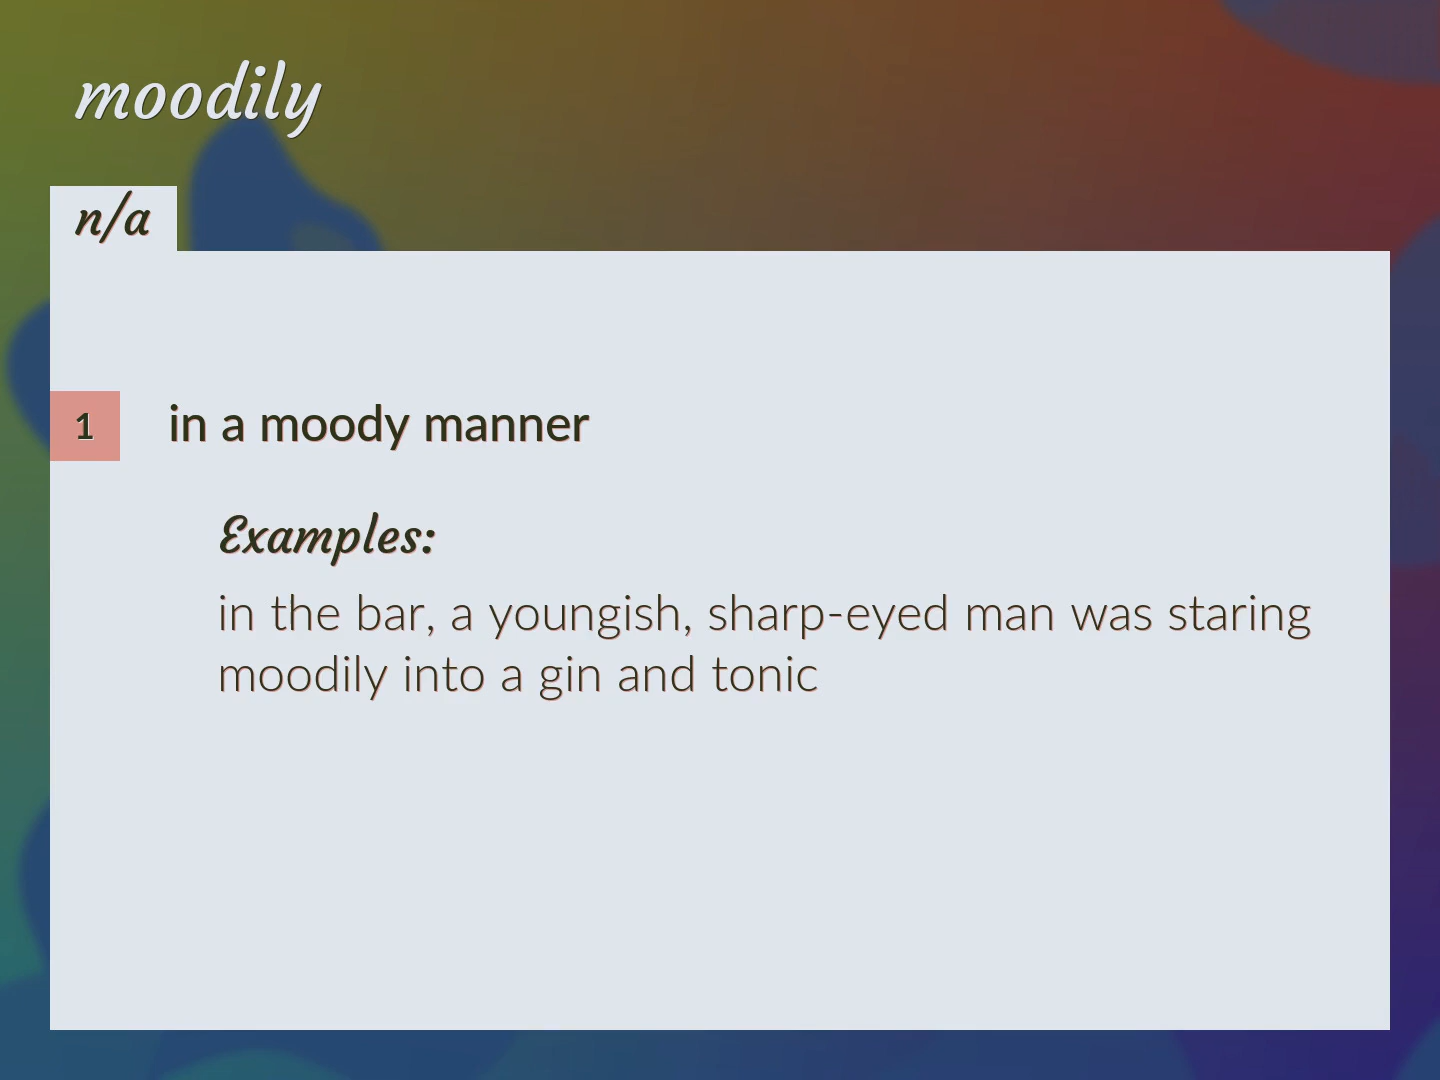 moodily
n/a
1 in a moody manner
Examples:
in the bar, a youngish, sharp-eyed man was staring
moodily into a gin and tonic